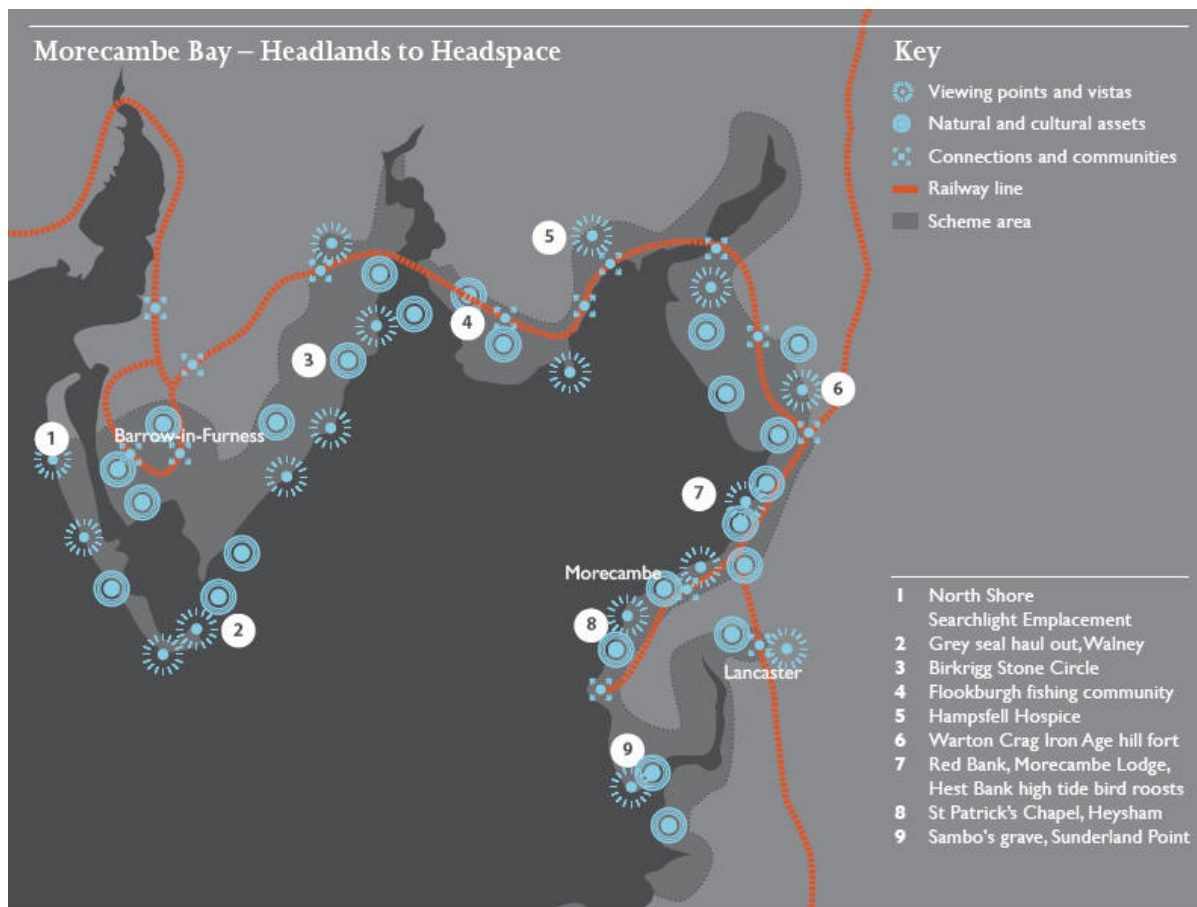 Morecambe Bay – Headlands to Headspace
Key
Viewing points and vistas
Natural and cultural assets
Connections and communities
Railway line
Scheme area
5
4
3
6
1
Barrow-in-Furness
7
Morecambe
2
8
Lancaster
9
1 North Shore
Searchlight Emplacement
2 Grey seal haul out, Walney
3 Birkrigg Stone Circle
4 Flookburgh fishing community
5 Hampsfell Hospice
6 Warton Crag Iron Age hill fort
7 Red Bank, Morecambe Lodge,
Hest Bank high tide bird roosts
8 St Patrick's Chapel, Heysham
9 Sambo's grave, Sunderland Point